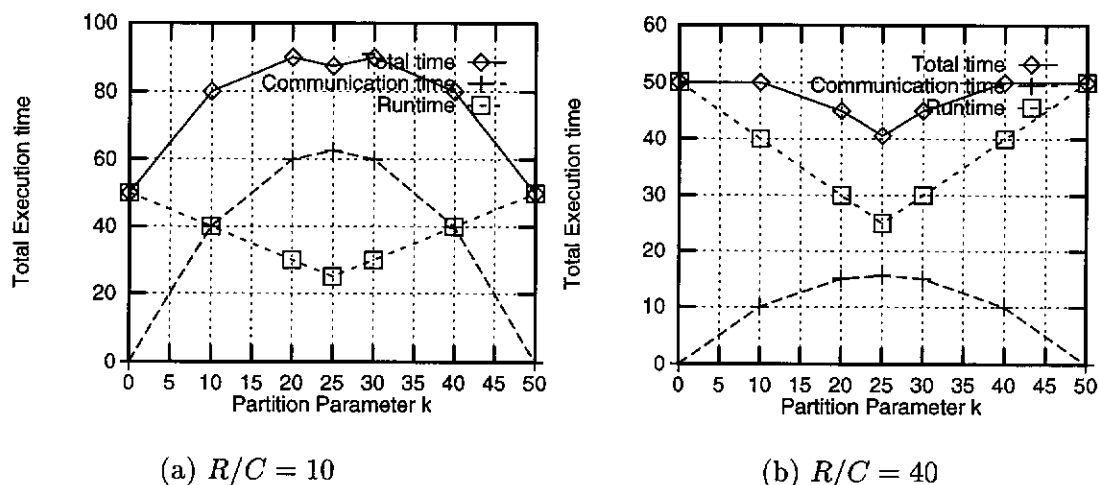 100
80
60
40
20
0
Total Execution time
Total time
Communication time
Runtime
0 5 10 15 20 25 30 35 40 45 50
Partition Parameter k
(a) R/C = 10
60
50
40
30
20
10
0
Total Execution time
Total time
Communication time
Runtime
0 5 10 15 20 25 30 35 40 45 50
Partition Parameter k
(b) R/C = 40